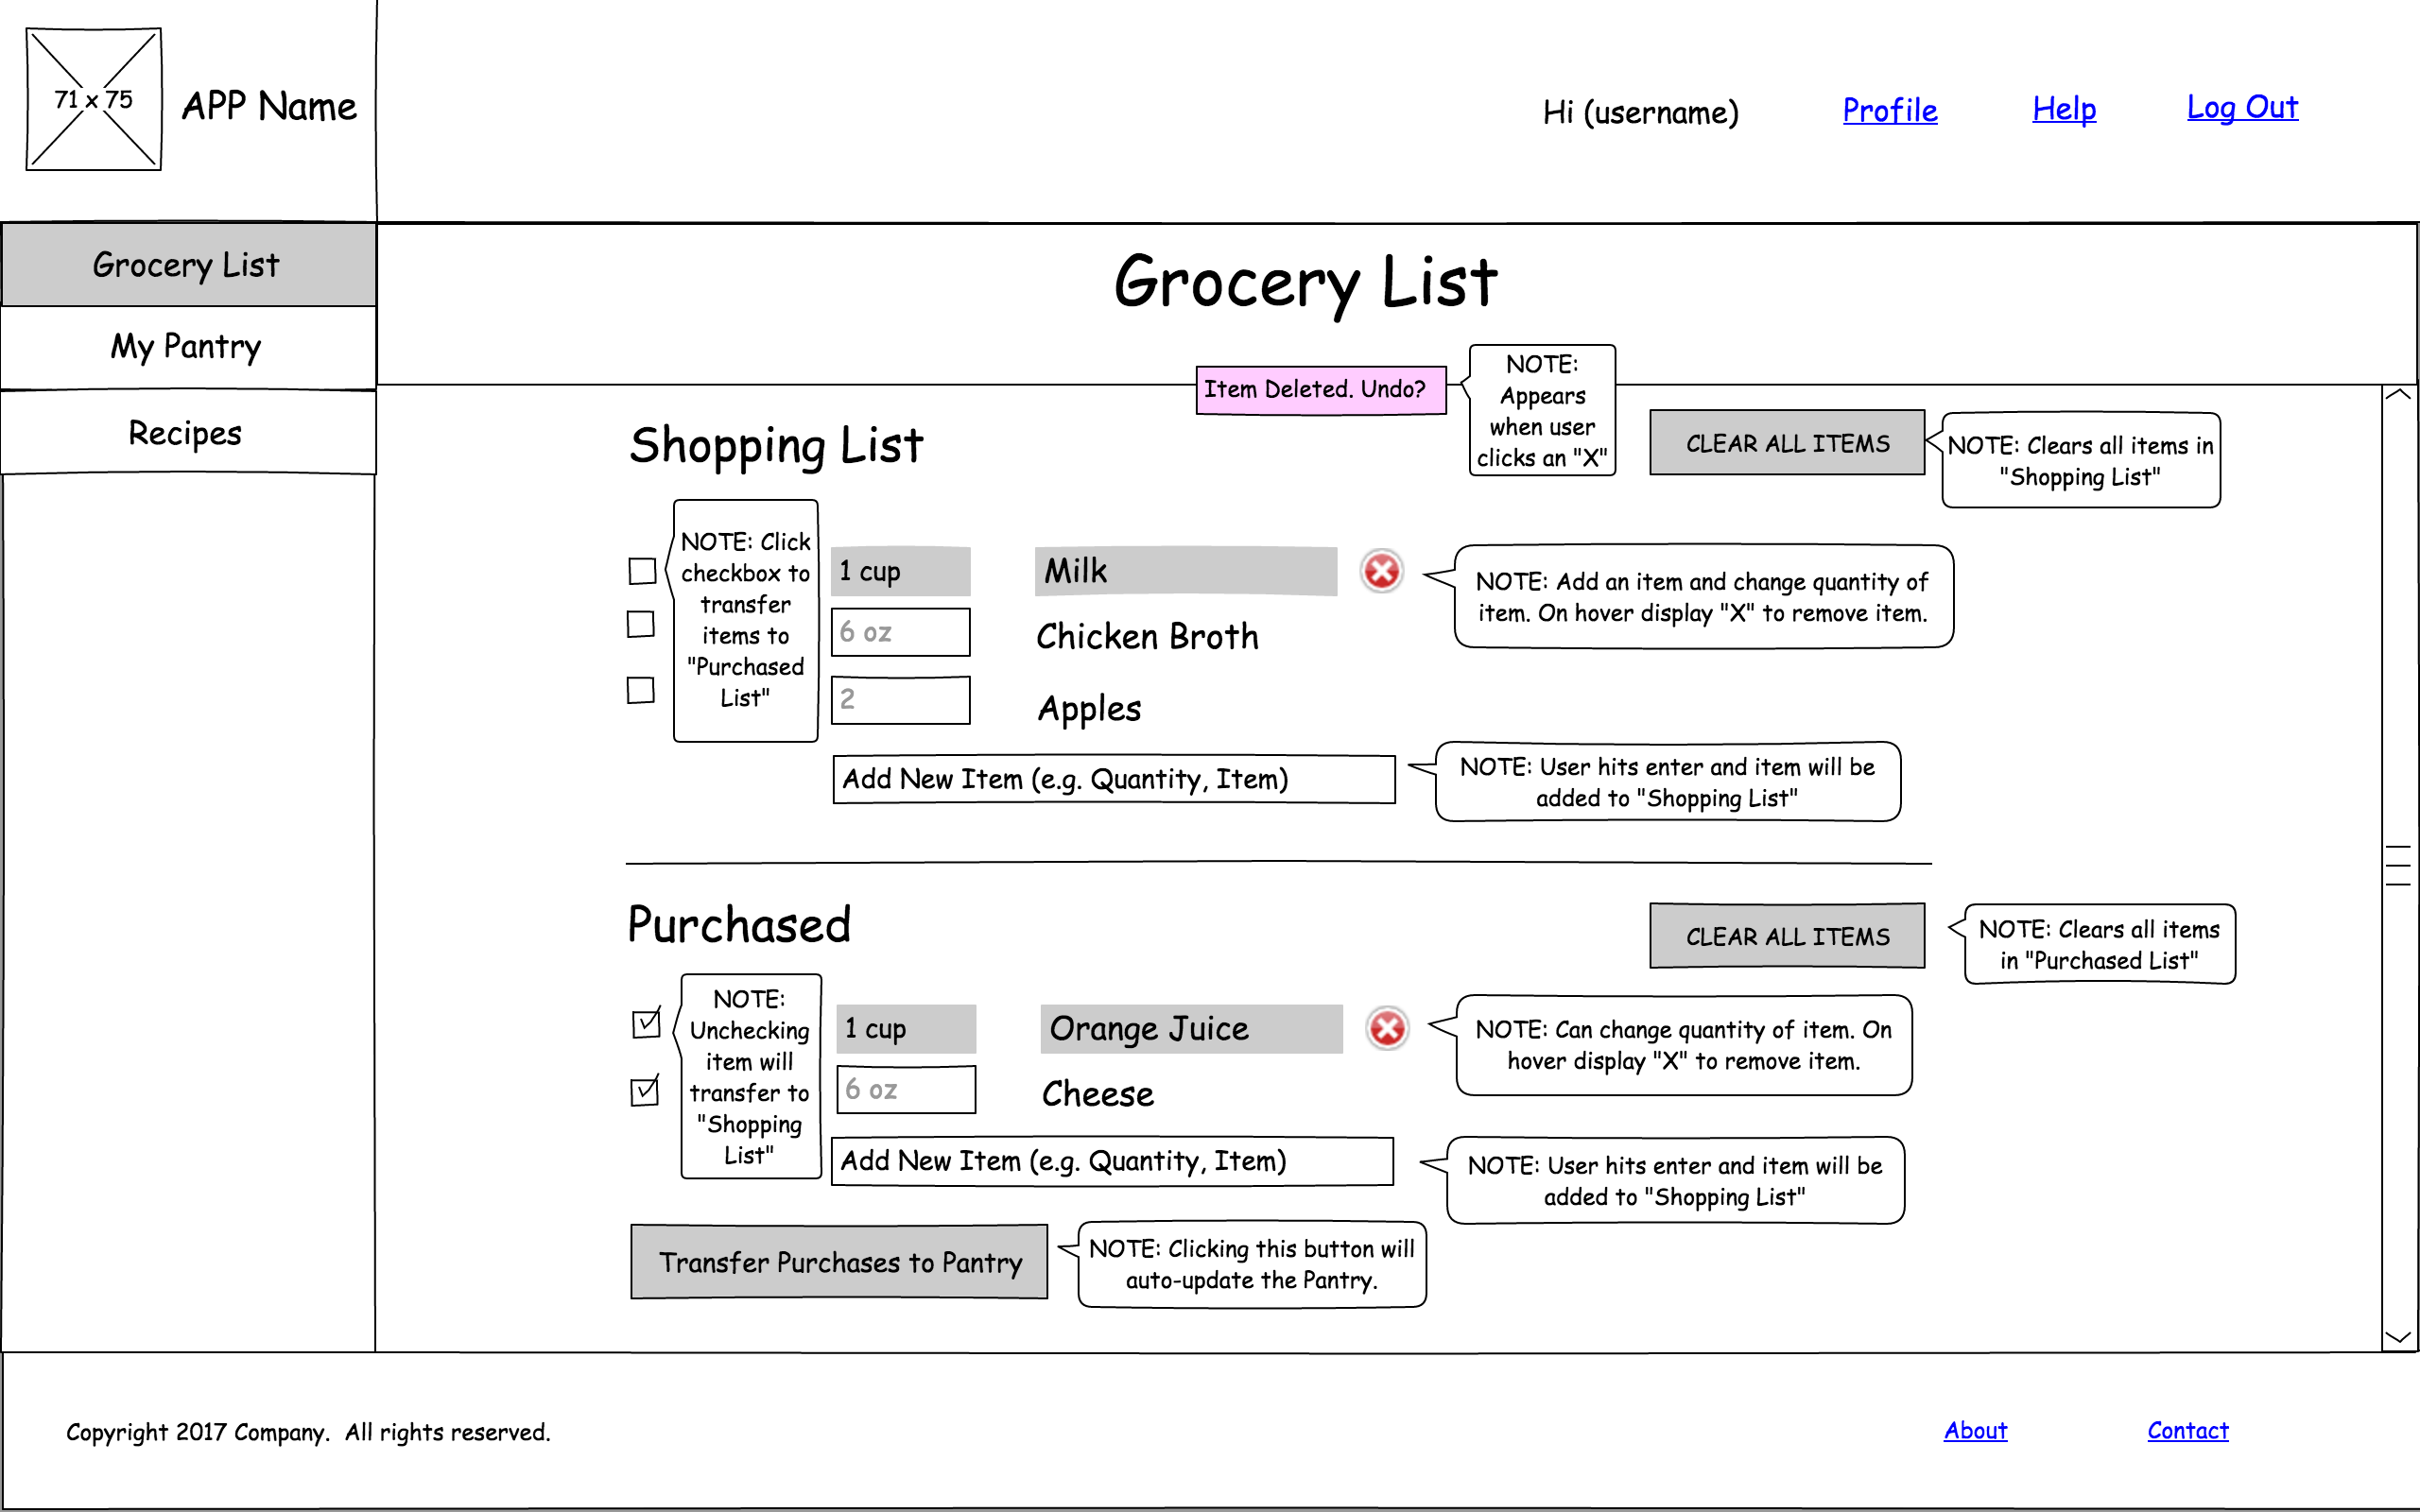 71 x 75
APP Name
Hi (username)
Profile
Help
Log Out
Grocery List
My Pantry
Recipes
Grocery List
Item Deleted. Undo?
NOTE:
Appears
when user
clicks an "X"
Shopping List
CLEAR ALL ITEMS
NOTE: Clears all items in
"Shopping List"
NOTE: Click
checkbox to
transfer
items to
"Purchased
List"
1 cup
Milk
NOTE: Add an item and change quantity of
item. On hover display "X" to remove item.
6 oz
Chicken Broth
2
Apples
Add New Item (e.g. Quantity, Item)
NOTE: User hits enter and item will be
added to "Shopping List"
Purchased
CLEAR ALL ITEMS
NOTE: Clears all items
in "Purchased List"
NOTE:
Unchecking
item will
transfer to
"Shopping
List"
1 cup
Orange Juice
NOTE: Can change quantity of item. On
hover display "X" to remove item.
6 oz
Cheese
Add New Item (e.g. Quantity, Item)
NOTE: User hits enter and item will be
added to "Shopping List"
Transfer Purchases to Pantry
NOTE: Clicking this button will
auto-update the Pantry.
Copyright 2017 Company.  All rights reserved.
About
Contact